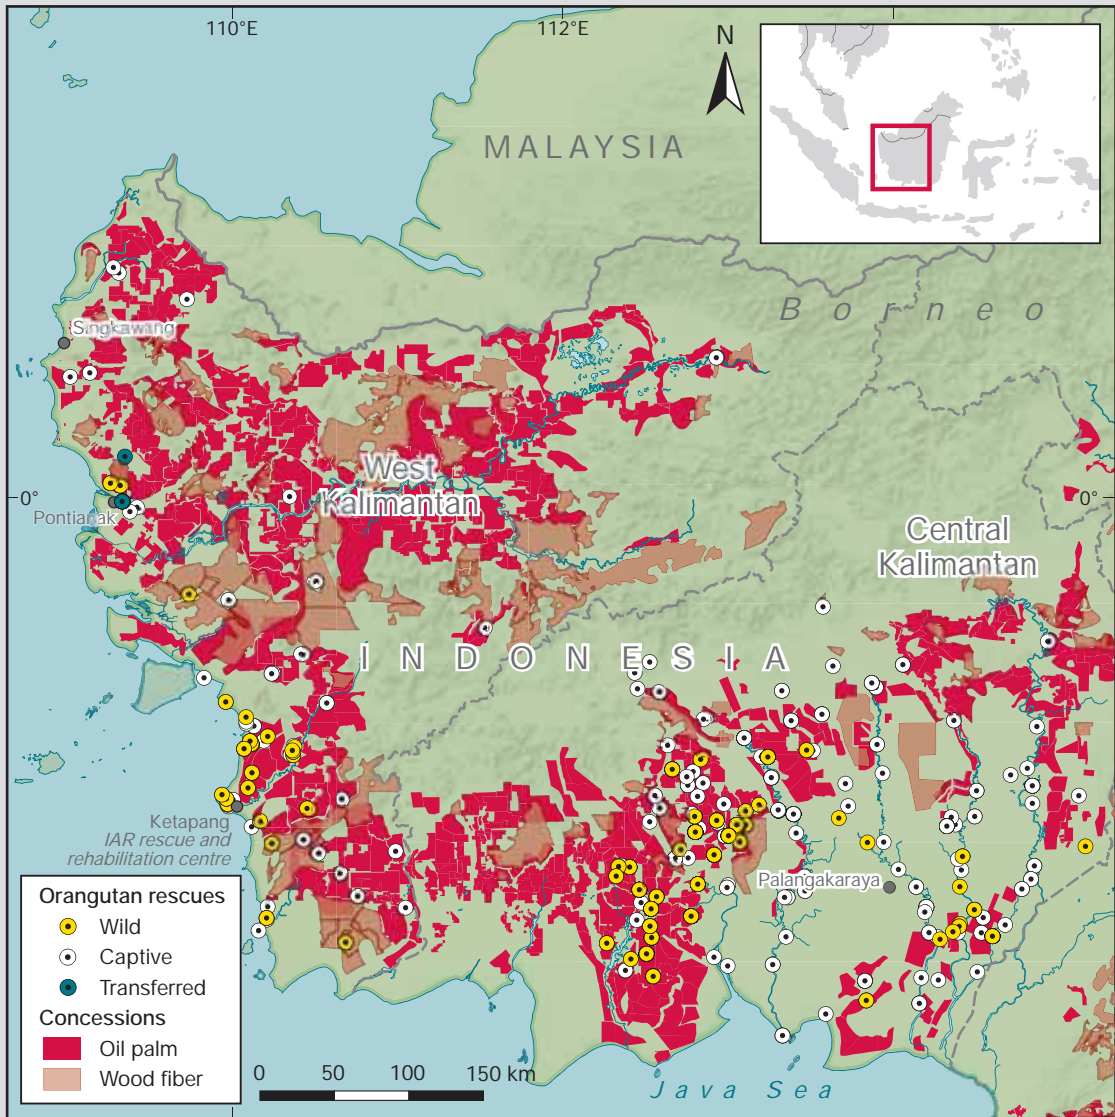 110°E
112°E
N
MALAYSIA
Borneo
Singkawang
West
Kalimantan
0°
0°
Pontianak
Central
Kalimantan
INDONESIA
Ketapang
IAR rescue and
rehabilitation centre
Palangakaraya
Orangutan rescues
Wild
Captive
Transferred
Concessions
Oil palm
Wood fiber
0 50 100 150 km
Java Sea